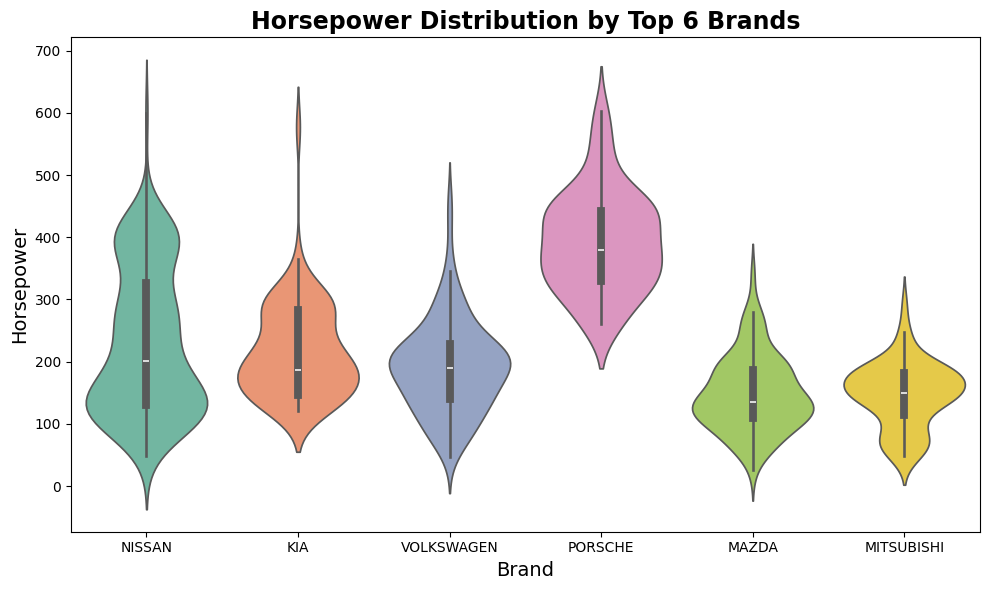 Horsepower Distribution by Top 6 Brands
700
600
500
400
300
200
100
0
Horsepower
NISSAN KIA VOLKSWAGEN PORSCHE MAZDA MITSUBISHI
Brand